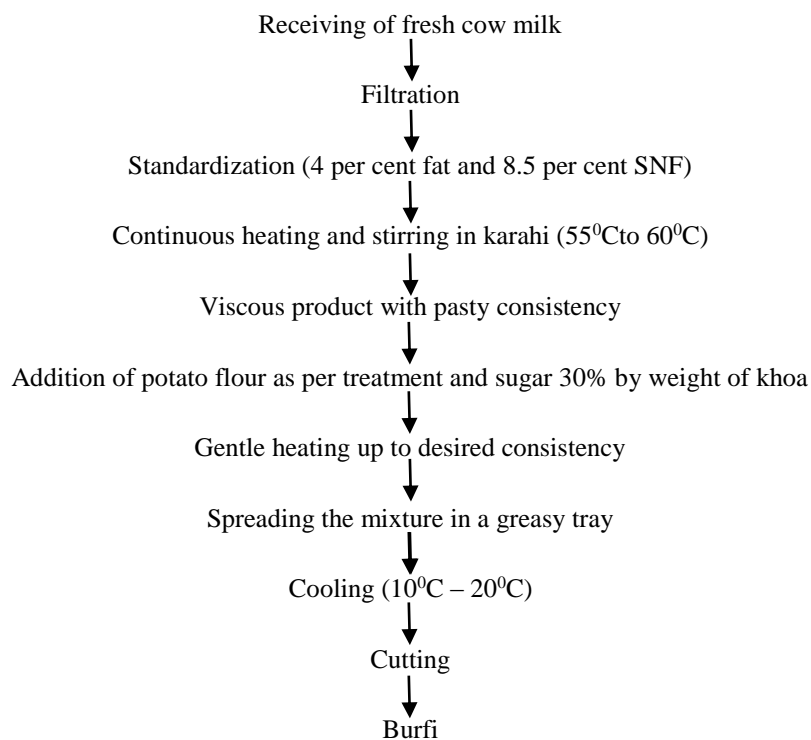 Receiving of fresh cow milk
Filtration
Standardization (4 per cent fat and 8.5 per cent SNF)
Continuous heating and stirring in karahi (55⁰Cto 60⁰C)
Viscous product with pasty consistency
Addition of potato flour as per treatment and sugar 30% by weight of khoa
Gentle heating up to desired consistency
Spreading the mixture in a greasy tray
Cooling (10⁰C – 20⁰C)
Cutting
Burfi